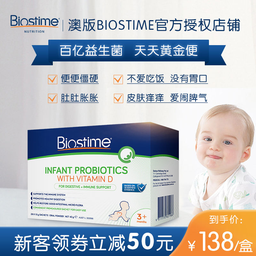 Biostime
NUTRITION
澳版BIOSTIME官方授权店铺
百亿益生菌 天天黄金便
便便僵硬
不爱吃饭 没有胃口
肚肚胀胀
皮肤痒痒 爱闹脾气
Biostime
INFANT PROBIOTICS
WITH VITAMIN D
FOR DIGESTIVE + IMMUNE SUPPORT
3+
到手价:
新客领券立减50元
¥138/盒